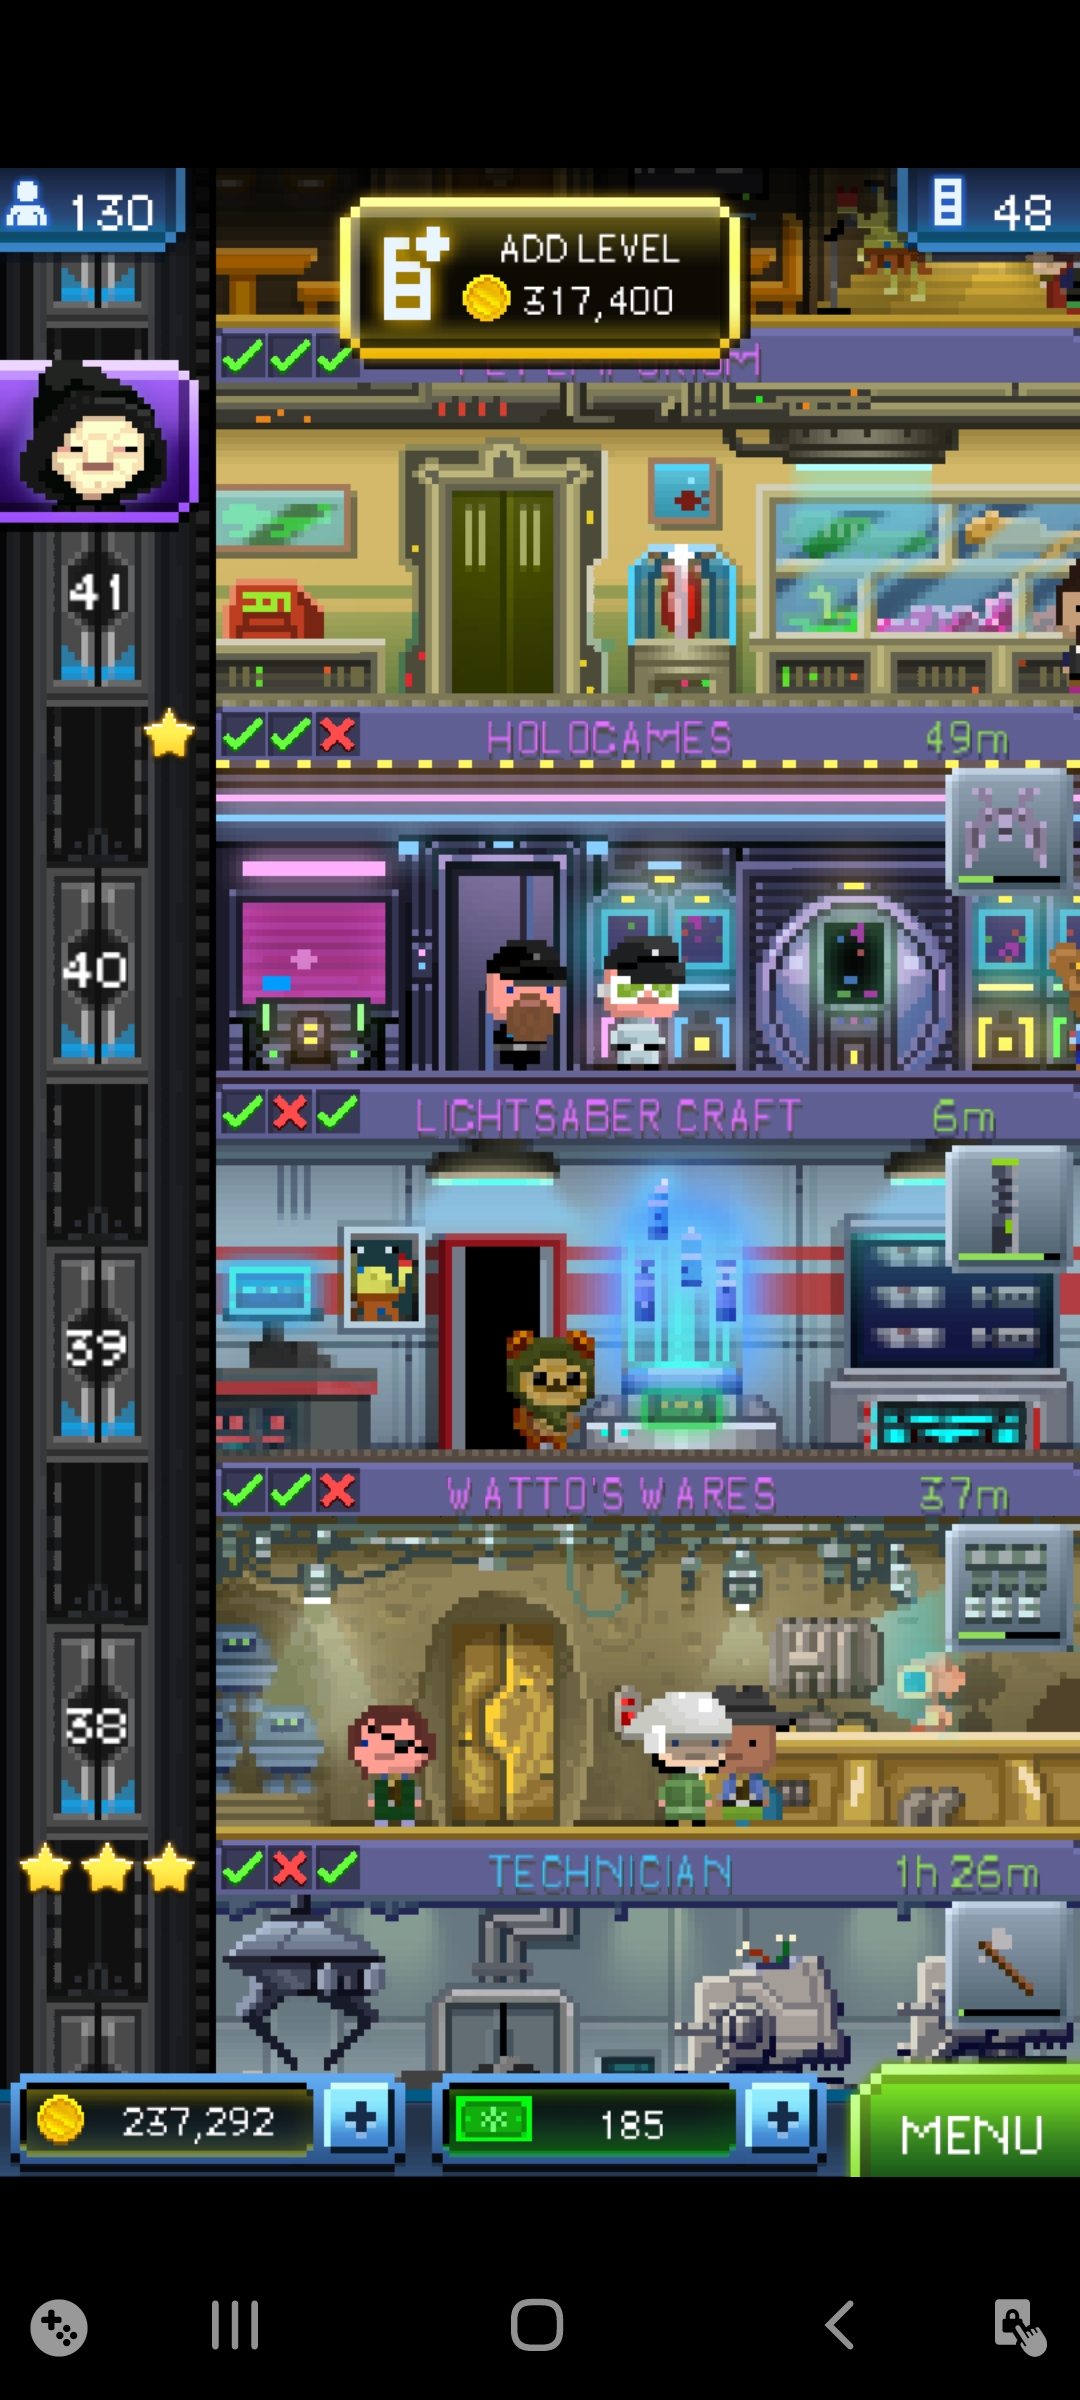 130
ADD LEVEL
317,400
48
41
HOLOGAMES
49m
40
LIGHTSABER CRAFT
6m
39
WATTO'S WARES
37m
38
TECHNICIAN
1h 26m
237,292
185
MENU